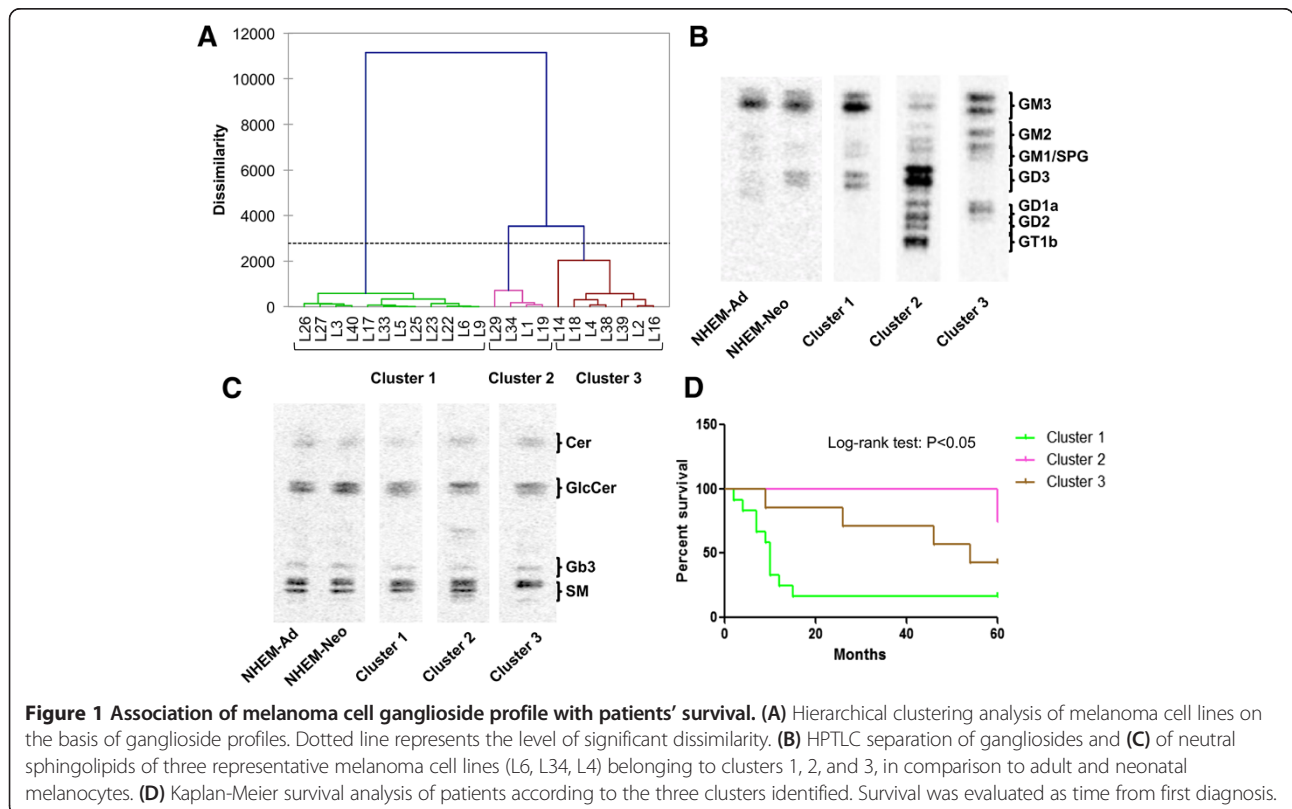 A
12000
10000
8000
6000
4000
2000
0
Dissimilarity
L26
L27
L3
L40
L17
L33
L5
L25
L23
L22
L6
L9
L29
L34
L1
L19
L14
L18
L4
L38
L39
L2
L16
Cluster 1
Cluster 2
Cluster 3
B
GM3
GM2
GM1/SPG
GD3
GD1a
GD2
GT1b
NHEM-Ad
NHEM-Neo
Cluster 1
Cluster 2
Cluster 3
C
Cer
GlcCer
Gb3
SM
NHEM-Ad
NHEM-Neo
Cluster 1
Cluster 2
Cluster 3
D
150
100
50
0
Percent survival
Log-rank test: P<0.05
Cluster 1
Cluster 2
Cluster 3
0
20
40
60
Months
Figure 1 Association of melanoma cell ganglioside profile with patients' survival. (A) Hierarchical clustering analysis of melanoma cell lines on
the basis of ganglioside profiles. Dotted line represents the level of significant dissimilarity. (B) HPTLC separation of gangliosides and (C) of neutral
sphingolipids of three representative melanoma cell lines (L6, L34, L4) belonging to clusters 1, 2, and 3, in comparison to adult and neonatal
melanocytes. (D) Kaplan-Meier survival analysis of patients according to the three clusters identified. Survival was evaluated as time from first diagnosis.